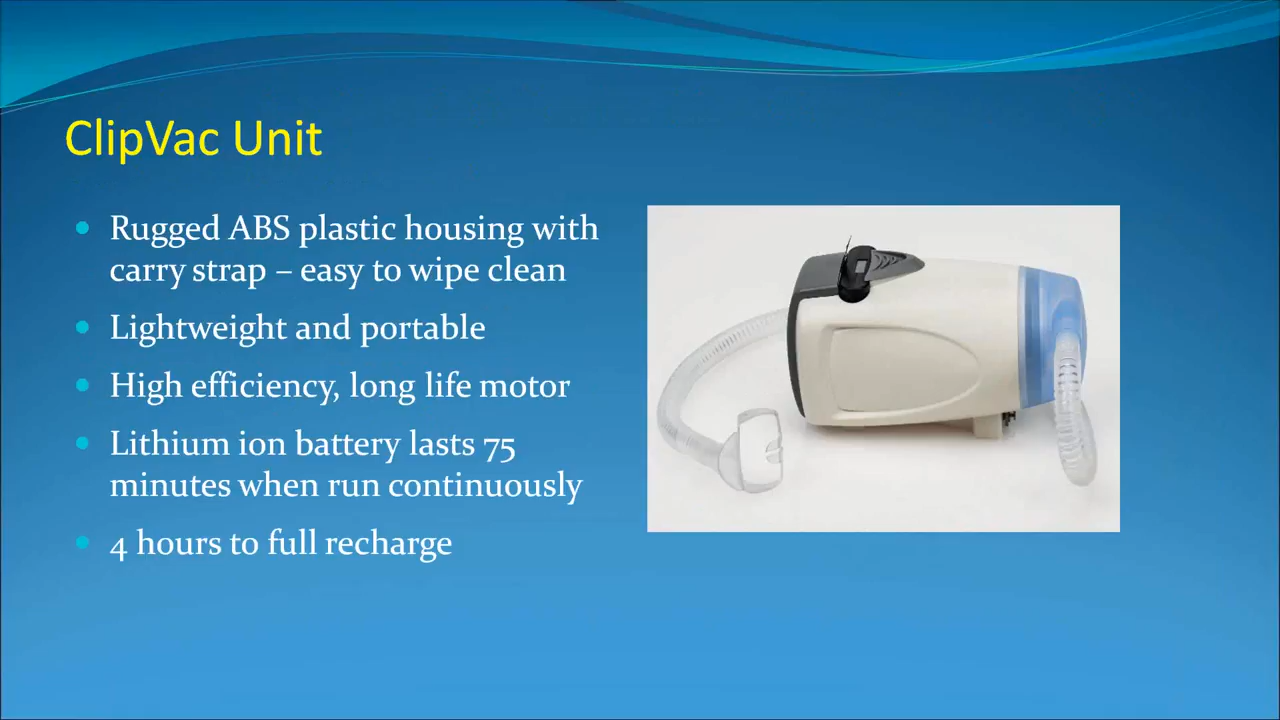 ClipVac Unit
Rugged ABS plastic housing with
carry strap – easy to wipe clean
Lightweight and portable
High efficiency, long life motor
Lithium ion battery lasts 75
minutes when run continuously
4 hours to full recharge